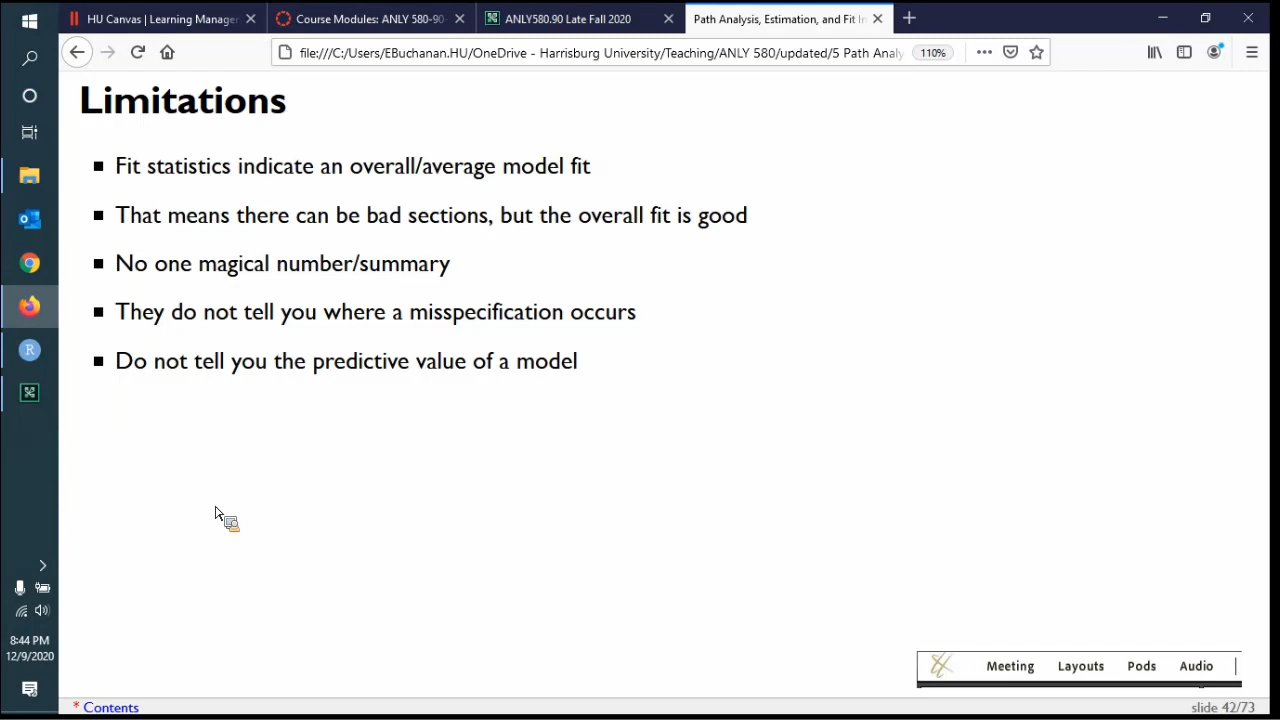 HU Canvas | Learning Manager
Course Modules: ANLY 580-90-
ANLY580.90 Late Fall 2020
Path Analysis, Estimation, and Fit In
file:///C:/Users/EBuchanan.HU/OneDrive - Harrisburg University/Teaching/ANLY 580/updated/5 Path Analy
110%
Limitations
Fit statistics indicate an overall/average model fit
That means there can be bad sections, but the overall fit is good
No one magical number/summary
They do not tell you where a misspecification occurs
Do not tell you the predictive value of a model
R
8:44 PM
12/9/2020
Meeting Layouts Pods Audio
* Contents
slide 42/73